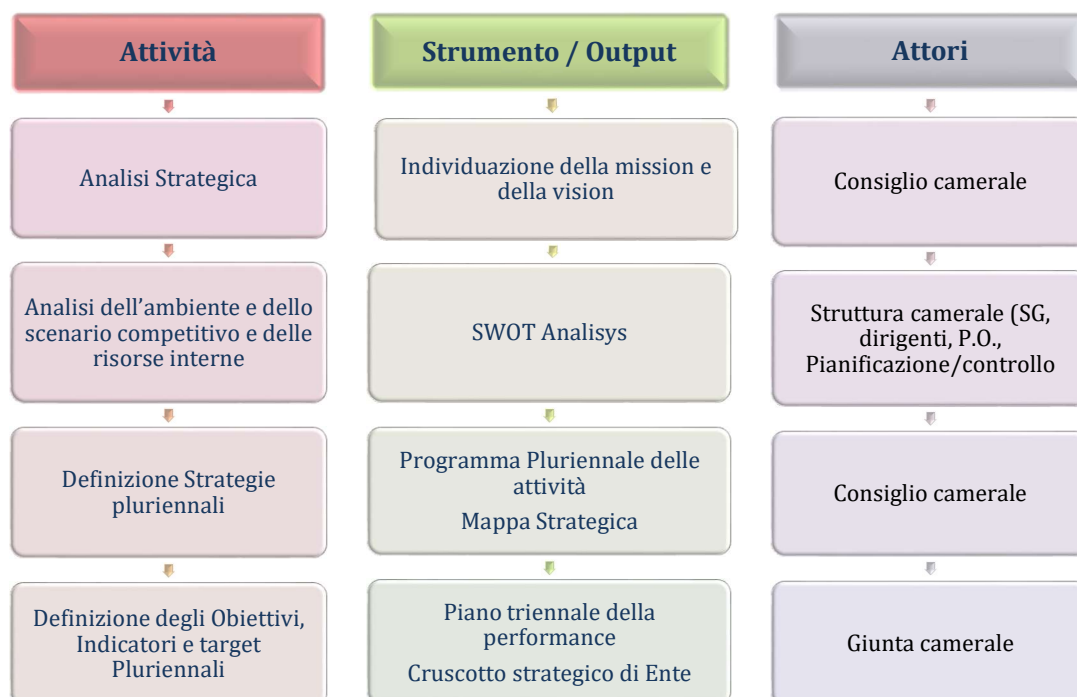 Attività
Strumento / Output
Attori
Analisi Strategica
Individuazione della mission e
della vision
Consiglio camerale
Analisi dell'ambiente e dello
scenario competitivo e delle
risorse interne
SWOT Analisys
Struttura camerale (SG,
dirigenti, P.O.,
Pianificazione/controllo
Definizione Strategie
pluriennali
Programma Pluriennale delle
attività
Mappa Strategica
Consiglio camerale
Definizione degli Obiettivi,
Indicatori e target
Pluriennali
Piano triennale della
performance
Cruscotto strategico di Ente
Giunta camerale